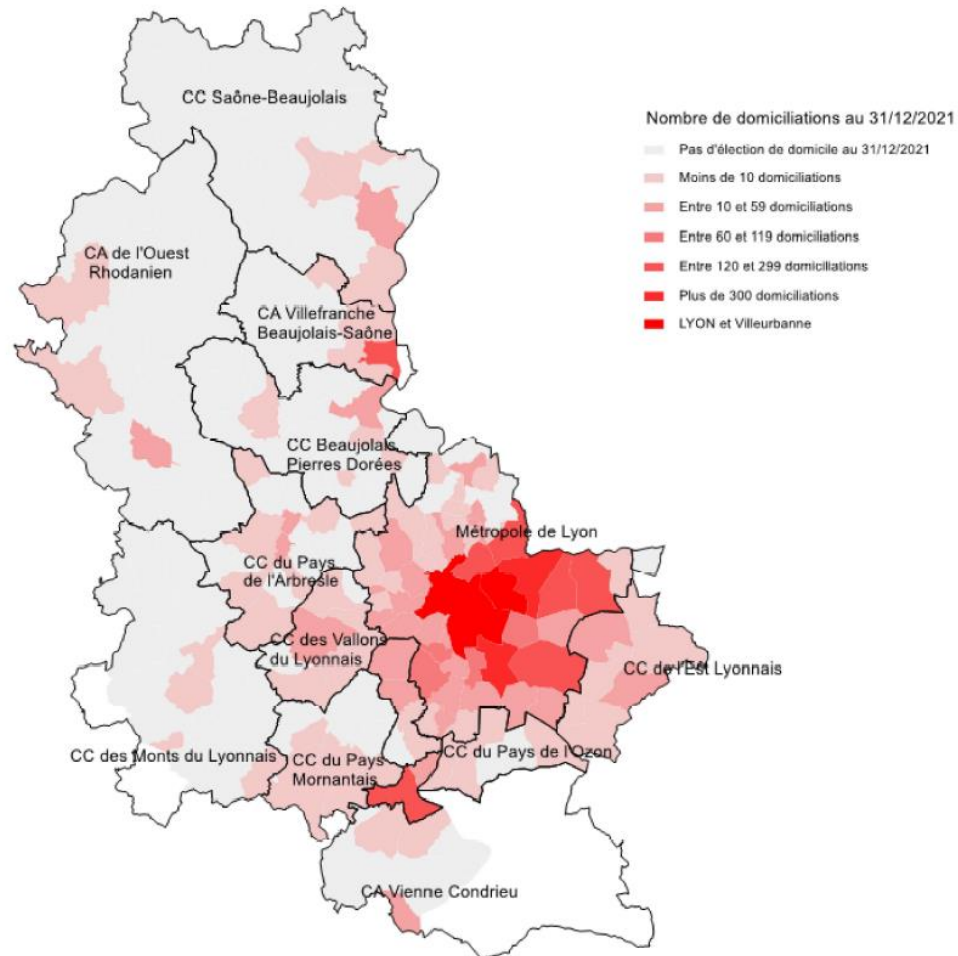 CC Saône-Beaujolais
Nombre de domiciliations au 31/12/2021
Pas d'élection de domicile au 31/12/2021
Moins de 10 domiciliations
Entre 10 et 59 domiciliations
Entre 60 et 119 domiciliations
Entre 120 et 299 domiciliations
Plus de 300 domiciliations
LYON et Villeurbanne
CA de l'Ouest
Rhodanien
CA Villefranche
Beaujolais-Saône
CC Beaujolais
Pierres Dorées
Métropole de Lyon
CC du Pays
de l'Arbresle
CC des Vallons
du Lyonnais
CC de l'Est Lyonnais
CC des Monts du Lyonnais
CC du Pays
Mornantais
CC du Pays de l'Ozon
CA Vienne Condrieu